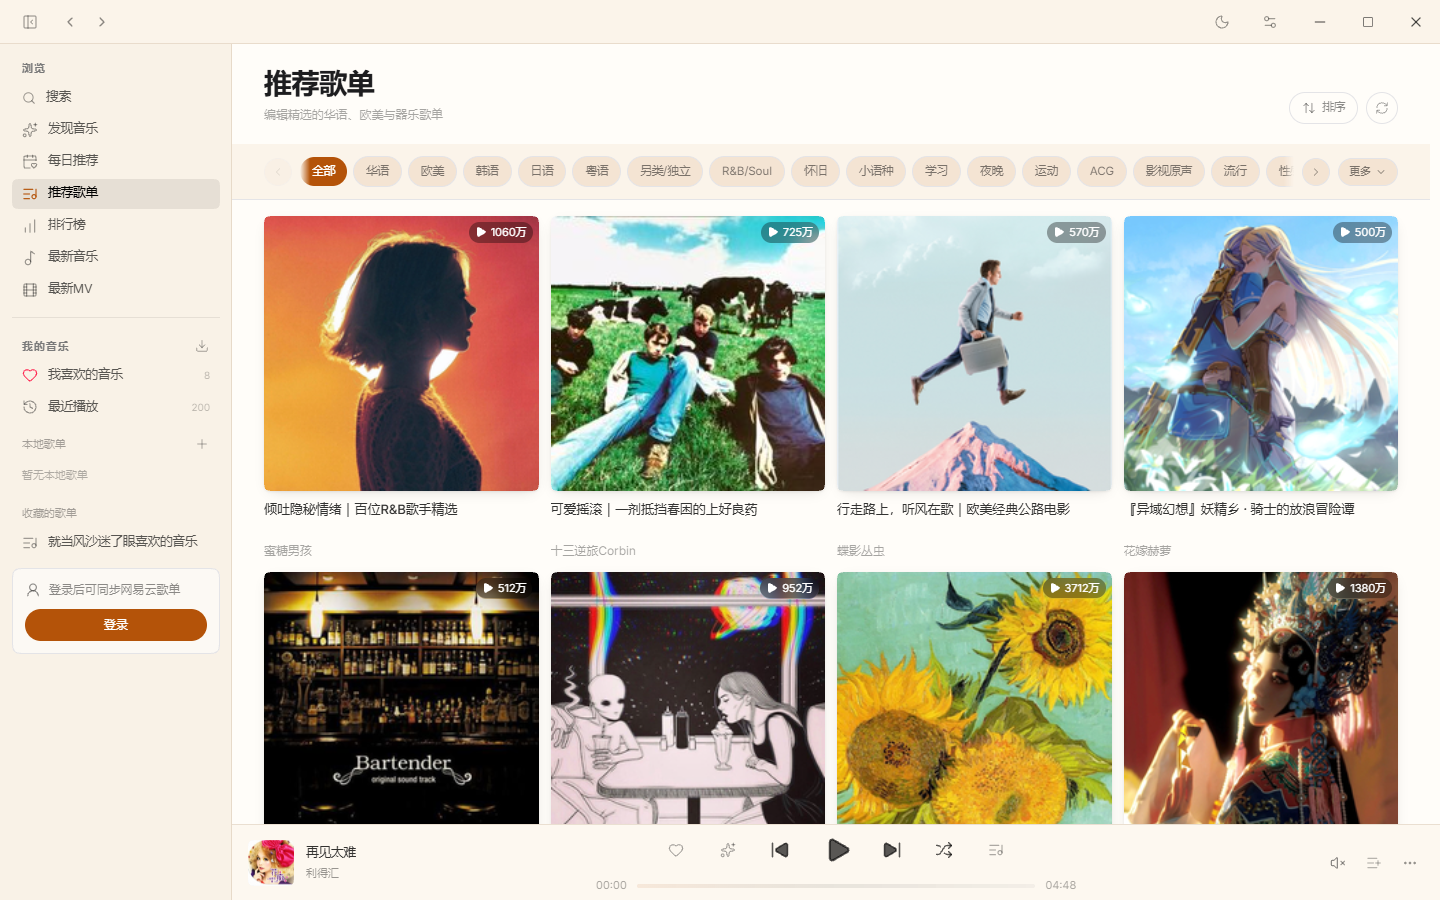 浏览
搜索
发现音乐
每日推荐
推荐歌单
排行榜
最新音乐
最新MV
我的音乐
我喜欢的音乐 8
最近播放 200
本地歌单
暂无本地歌单
收藏的歌单
就当风沙迷了眼喜欢的音乐
登录后可同步网易云歌单
登录
推荐歌单
编辑精选的华语、欧美与器乐歌单
排序
全部 华语 欧美 韩语 日语 粤语 另类/独立 R&B/Soul 怀旧 小语种 学习 夜晚 运动 ACG 影视原声 流行 更多
1060万 725万 570万 500万
倾吐隐秘情绪 | 百位R&B歌手精选
蜜糖男孩
可爱摇滚 | 一剂抵挡春困的上好良药
十三逆旅Corbin
行走路上，听风在歌 | 欧美经典公路电影
蝶影丛虫
『异域幻想』妖精乡 · 骑士的放浪冒险谭
花嫁赫萝
512万 952万 3712万 1380万
Bartender
original sound track
再见太难
利得汇
00:00 04:48